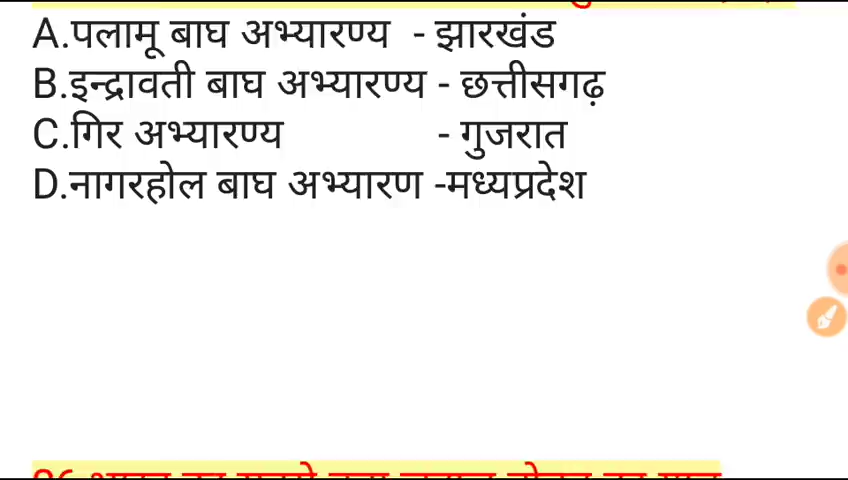 A.पलामू बाघ अभ्यारण्य - झारखंड
B.इन्द्रावती बाघ अभ्यारण्य - छत्तीसगढ़
C.गिर अभ्यारण्य - गुजरात
D.नागरहोल बाघ अभ्यारण -मध्यप्रदेश